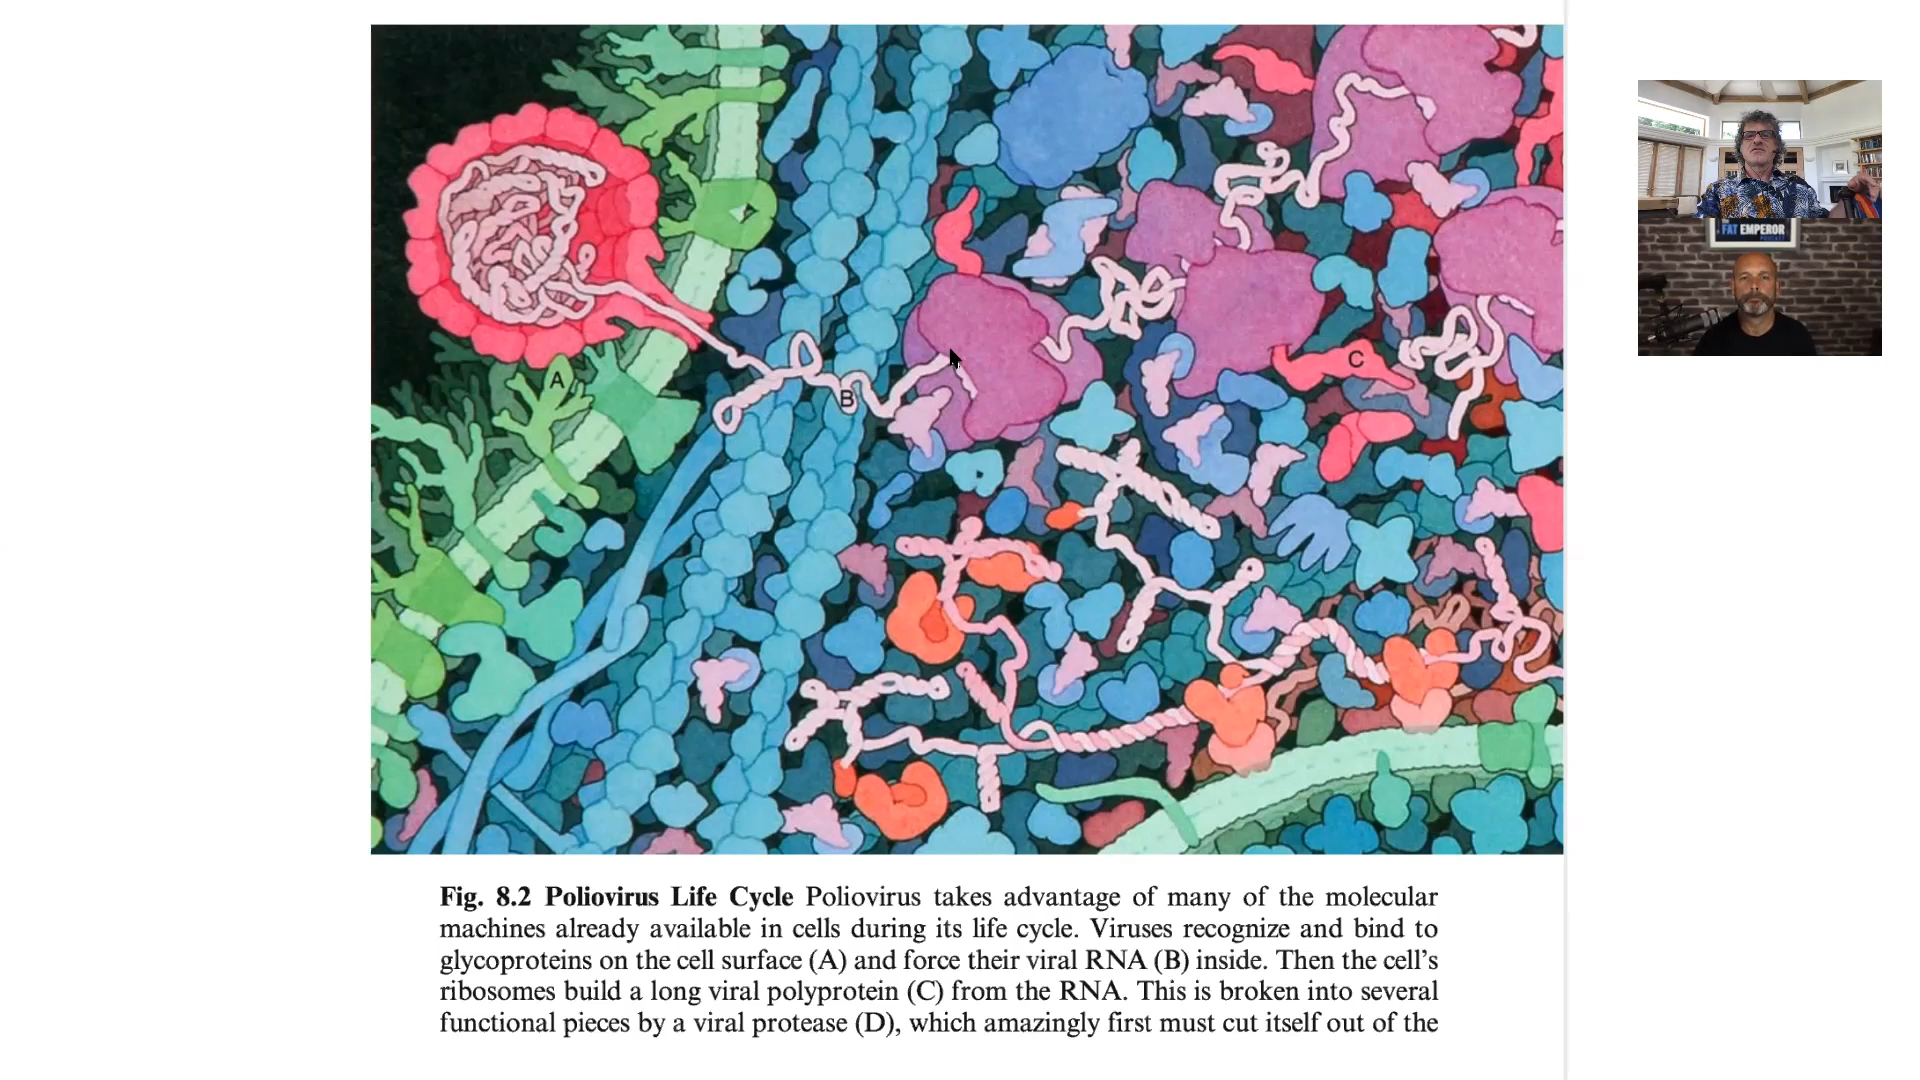 FAT EMPEROR
PODCAST
A
B
C
Fig. 8.2 Poliovirus Life Cycle Poliovirus takes advantage of many of the molecular
machines already available in cells during its life cycle. Viruses recognize and bind to
glycoproteins on the cell surface (A) and force their viral RNA (B) inside. Then the cell's
ribosomes build a long viral polyprotein (C) from the RNA. This is broken into several
functional pieces by a viral protease (D), which amazingly first must cut itself out of the